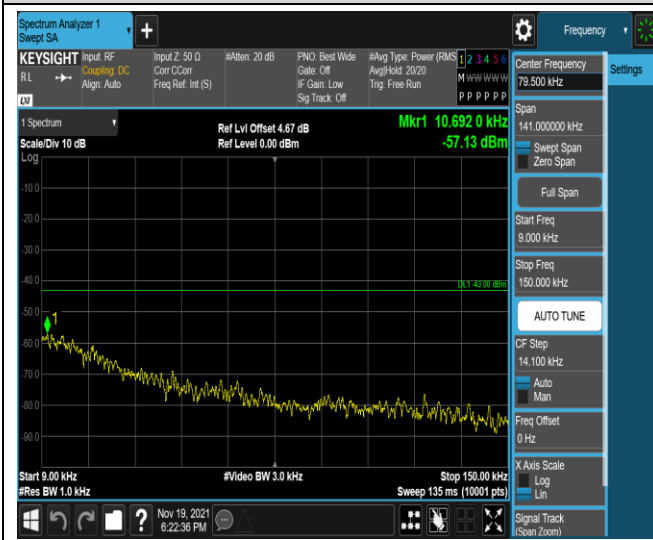 Spectrum Analyzer 1
Swept SA
+
Frequency
KEYSIGHT
RL
LXI
Input: RF
Coupling: DC
Align: Auto
Input Z: 50 Ω
Corr CCorr
Freq Ref: Int (S)
#Atten: 20 dB
PNO: Best Wide
Gate: Off
IF Gain: Low
Sig Track: Off
#Avg Type: Power (RMS
Avg|Hold: 20/20
Trig: Free Run
1 2 3 4 5 6
M W W W W W
P P P P P P
1 Spectrum
Scale/Div 10 dB
Log
Ref Lvl Offset 4.67 dB
Ref Level 0.00 dBm
Mkr1 10.692 0 kHz
-57.13 dBm
-10.0
-20.0
-30.0
-40.0
DL1 -43.00 dBm
-50.0
1
-60.0
-70.0
-80.0
-90.0
Start 9.00 kHz
#Res BW 1.0 kHz
#Video BW 3.0 kHz
Stop 150.00 kHz
Sweep 135 ms (10001 pts)
?
Nov 19, 2021
6:22:36 PM
Center Frequency
79.500 kHz
Settings
Span
141.000000 kHz
Swept Span
Zero Span
Full Span
Start Freq
9.000 kHz
Stop Freq
150.000 kHz
AUTO TUNE
CF Step
14.100 kHz
Auto
Man
Freq Offset
0 Hz
X Axis Scale
Log
Lin
Signal Track
(Span Zoom)